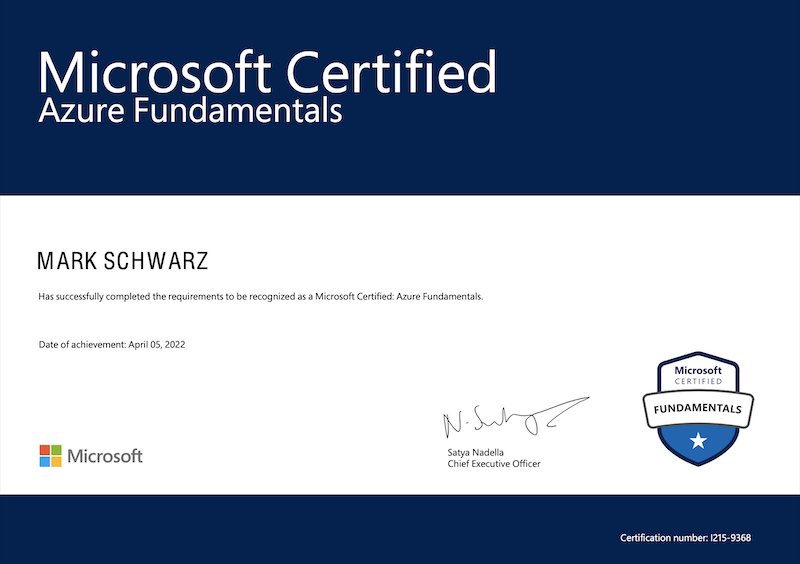 Microsoft Certified
Azure Fundamentals
MARK SCHWARZ
Has successfully completed the requirements to be recognized as a Microsoft Certified: Azure Fundamentals.
Date of achievement: April 05, 2022
Microsoft
CERTIFIED
FUNDAMENTALS
N. Satya
Satya Nadella
Chief Executive Officer
Microsoft
Certification number: I215-9368